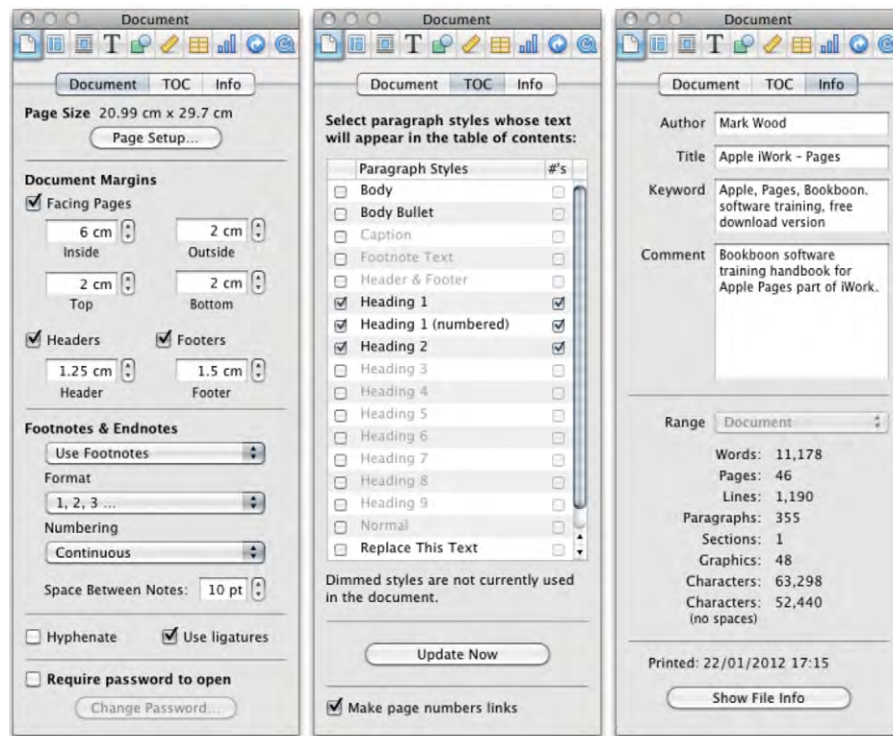 Document
Document TOC Info
Page Size 20.99 cm x 29.7 cm
Page Setup...
Document Margins
Facing Pages
6 cm 2 cm
Inside Outside
2 cm 2 cm
Top Bottom
Headers Footers
1.25 cm 1.5 cm
Header Footer
Footnotes & Endnotes
Use Footnotes
Format
1, 2, 3 ...
Numbering
Continuous
Space Between Notes: 10 pt
Hyphenate Use ligatures
Require password to open
Change Password...
Document
Document TOC Info
Select paragraph styles whose text
will appear in the table of contents:
Paragraph Styles #'s
Body
Body Bullet
Caption
Footnote Text
Header & Footer
Heading 1
Heading 1 (numbered)
Heading 2
Heading 3
Heading 4
Heading 5
Heading 6
Heading 7
Heading 8
Heading 9
Normal
Replace This Text
Dimmed styles are not currently used
in the document.
Update Now
Make page numbers links
Document
Document TOC Info
Author Mark Wood
Title Apple iWork - Pages
Keyword Apple, Pages, Bookboon.
software training, free
download version
Comment Bookboon software
training handbook for
Apple Pages part of iWork.
Range Document
Words: 11,178
Pages: 46
Lines: 1,190
Paragraphs: 355
Sections: 1
Graphics: 48
Characters: 63,298
Characters: 52,440
(no spaces)
Printed: 22/01/2012 17:15
Show File Info